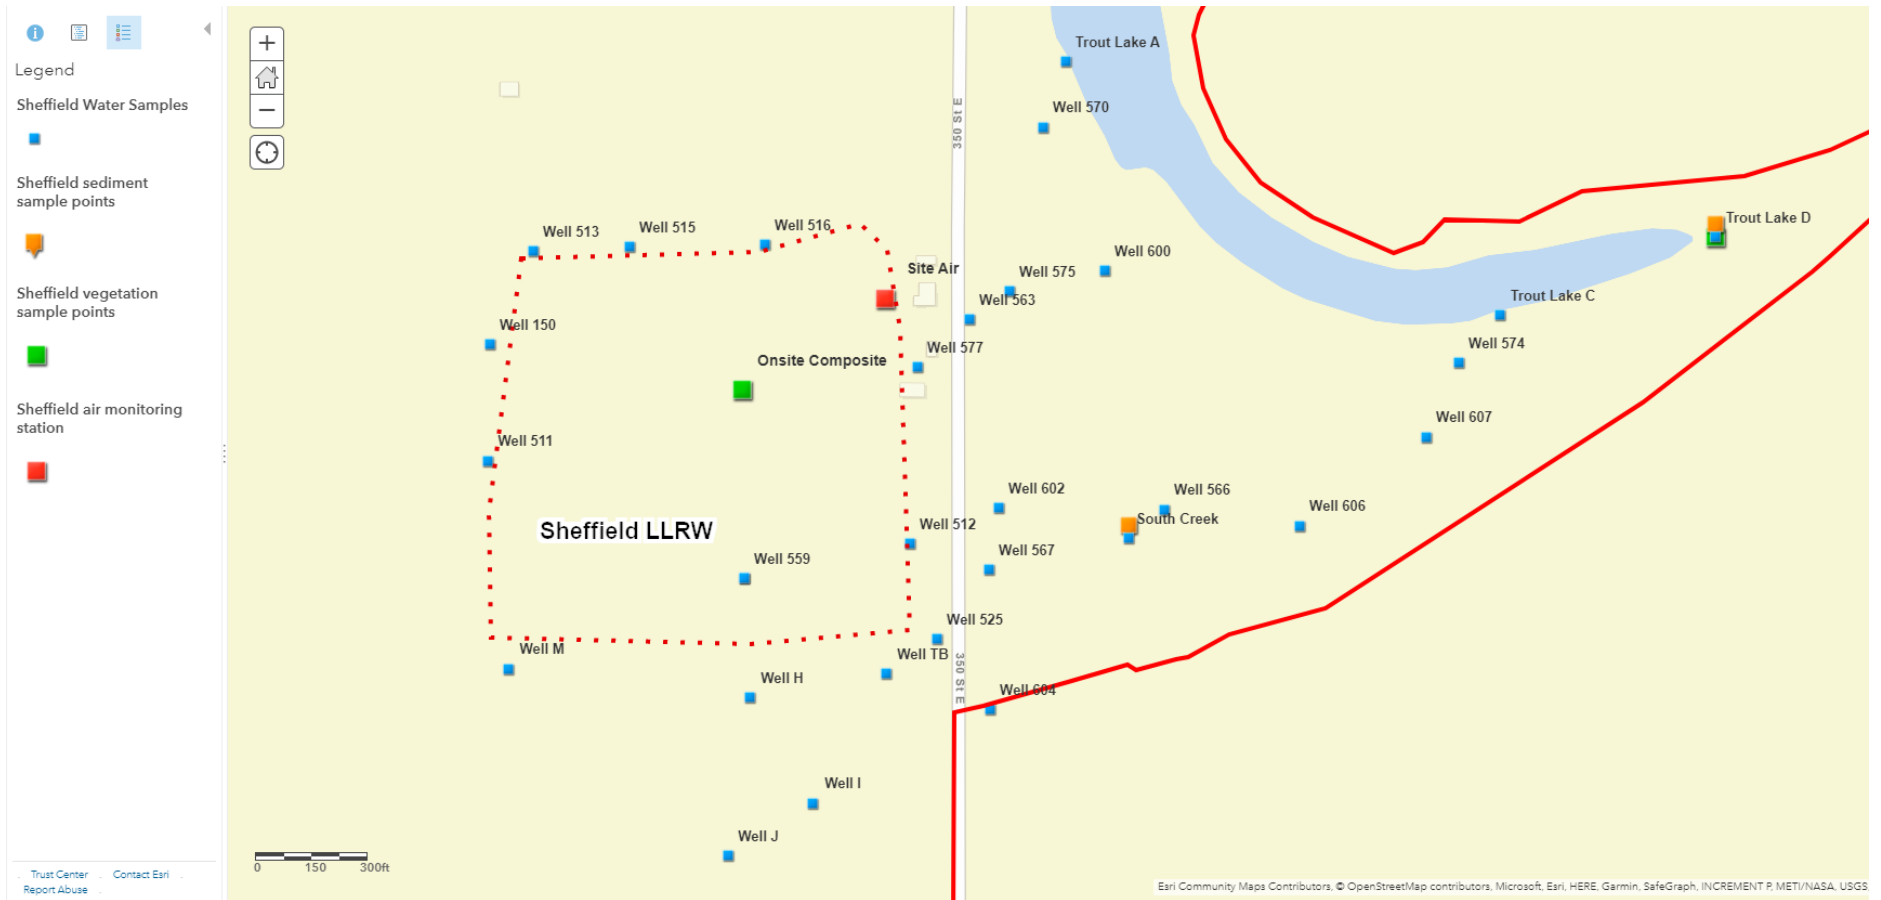 Legend
Sheffield Water Samples
Sheffield sediment
sample points
Sheffield vegetation
sample points
Sheffield air monitoring
station
Trust Center
Contact Esri
Report Abuse
Trout Lake A
Well 570
350 St E
Well 513
Well 515
Well 516
Trout Lake D
Well 600
Site Air
Well 575
Well 563
Trout Lake C
Well 150
Well 577
Well 574
Onsite Composite
Well 607
Well 511
Well 602
Well 566
Well 606
South Creek
Well 512
Sheffield LLRW
Well 567
Well 559
Well 525
Well M
Well TB
350 St E
Well H
Well 604
Well I
Well J
0 150 300ft
Esri Community Maps Contributors, © OpenStreetMap contributors, Microsoft, Esri, HERE, Garmin, SafeGraph, INCREMENT P, METI/NASA, USGS